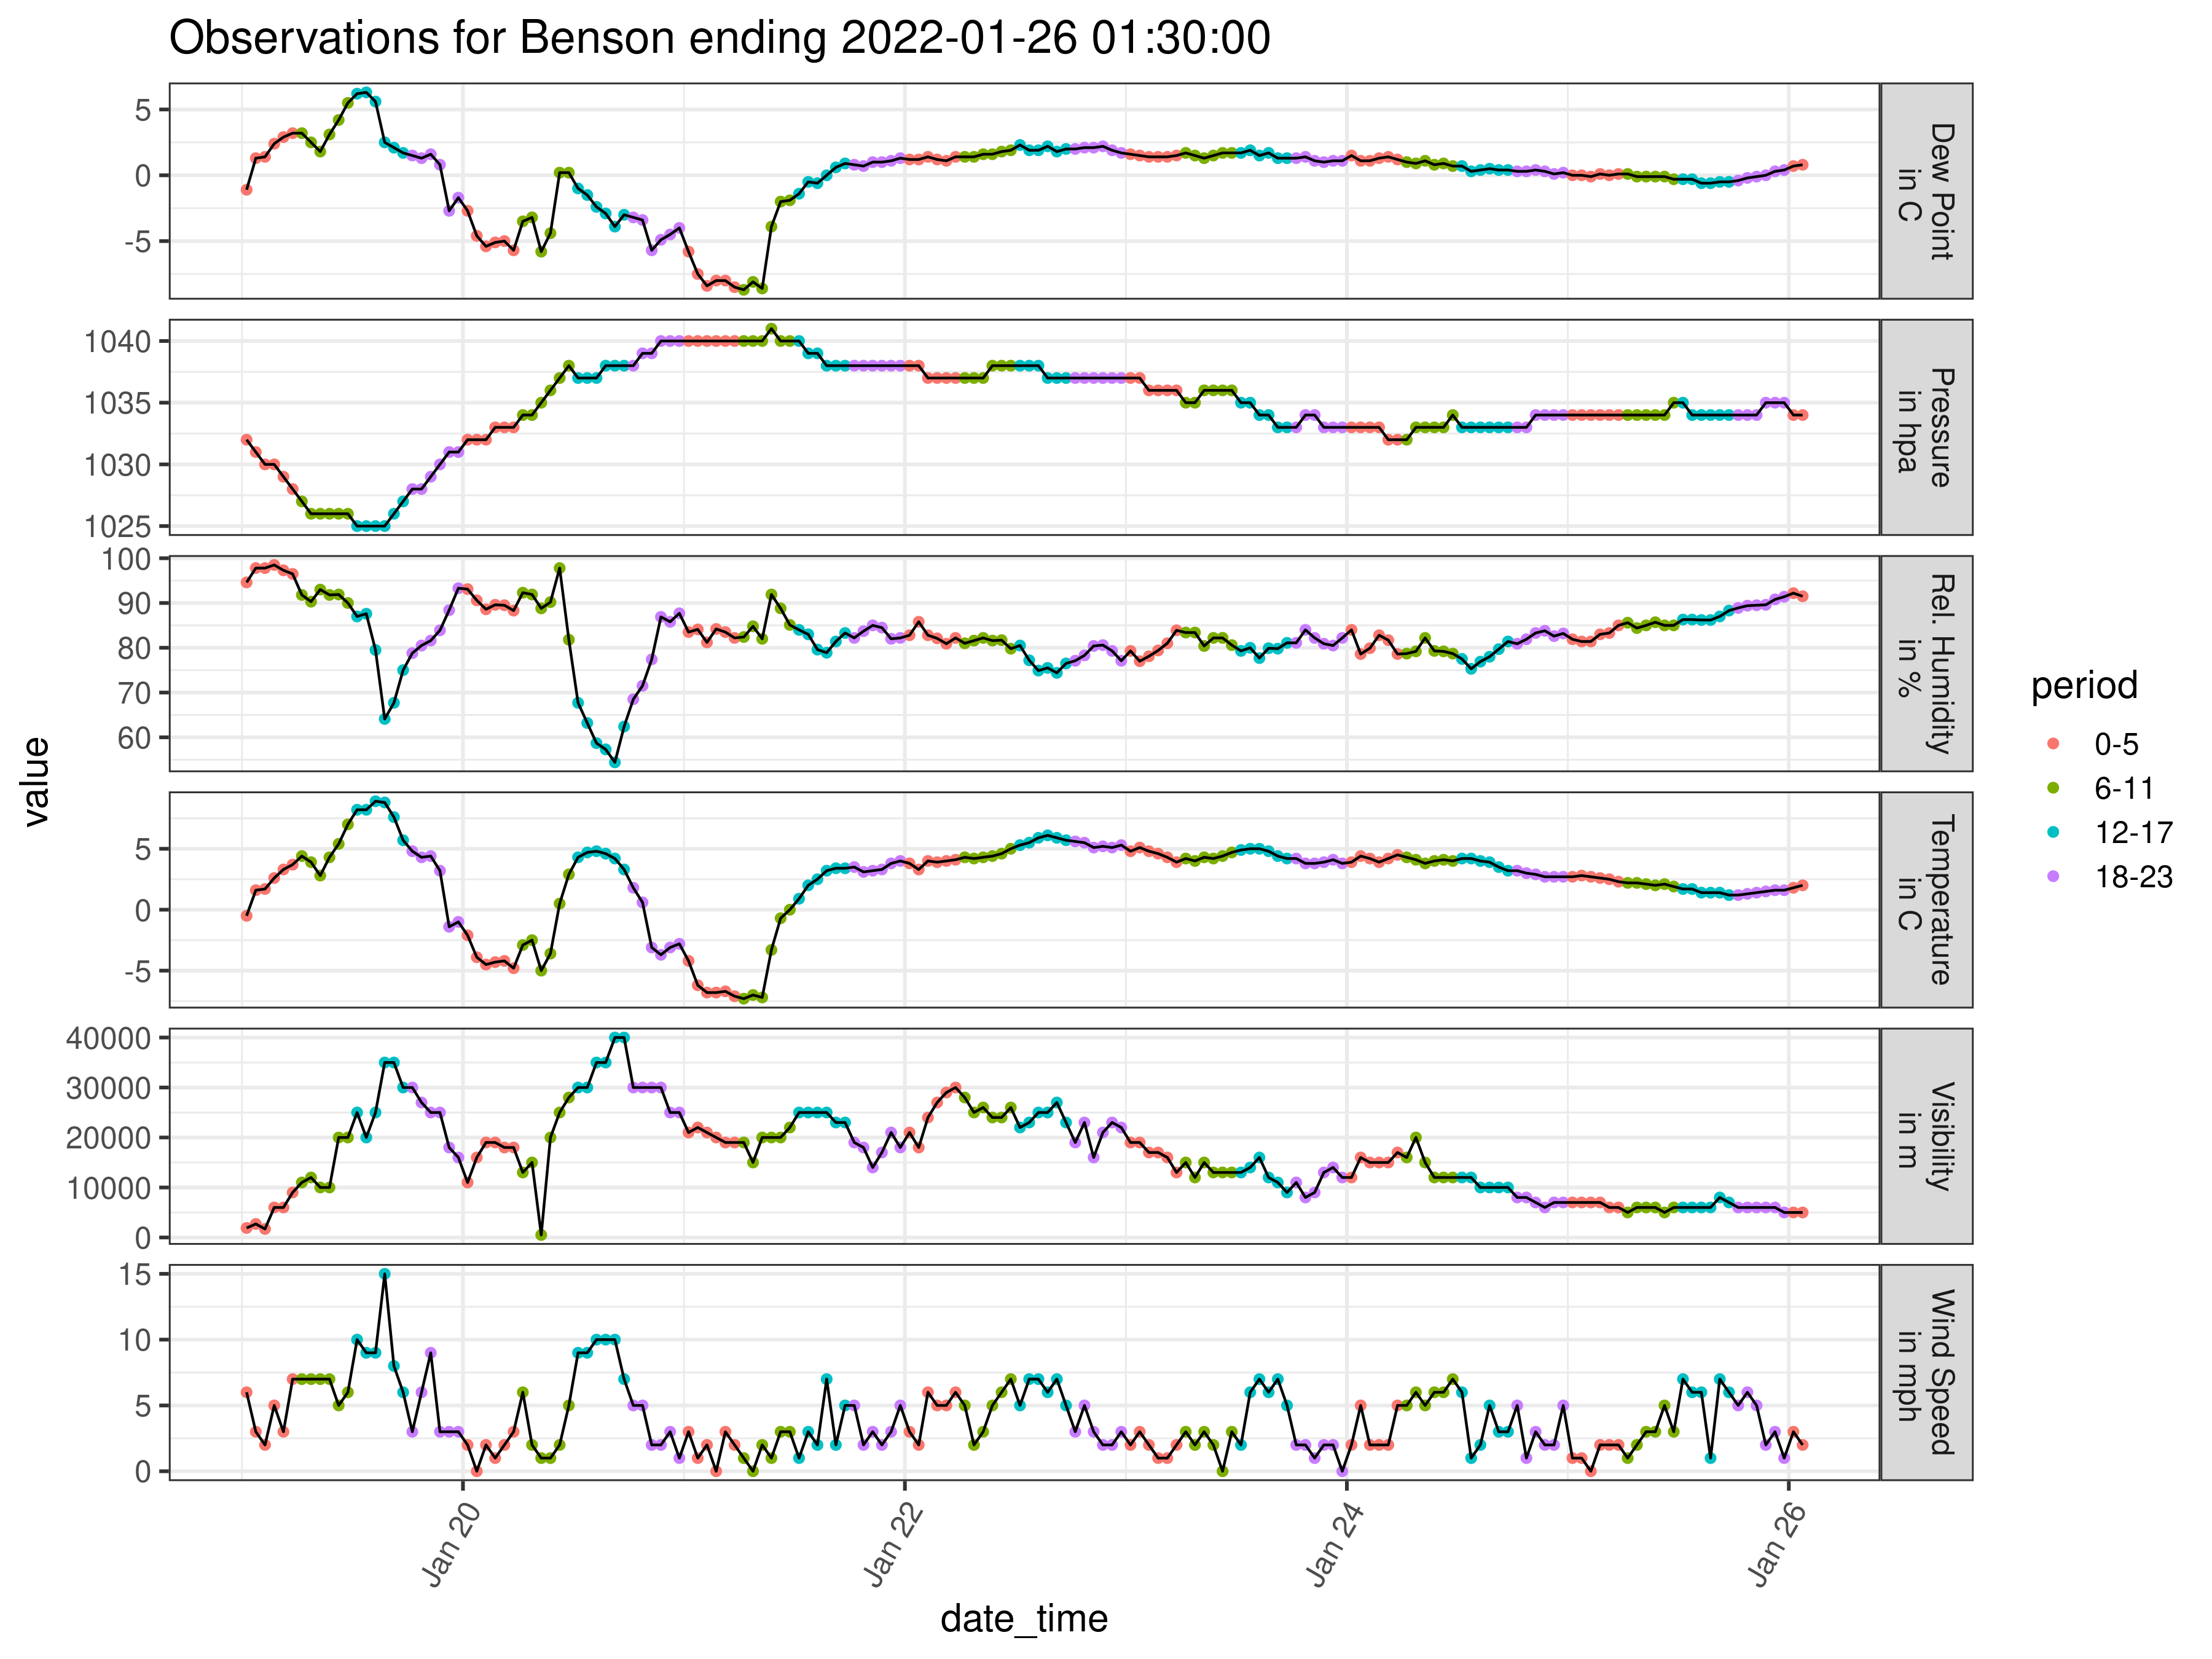 Observations for Benson ending 2022-01-26 01:30:00
5
0
-5
Dew Point
in C
1040
1035
1030
1025
Pressure
in hpa
100
90
80
70
60
Rel. Humidity
in %
5
0
-5
Temperature
in C
40000
30000
20000
10000
0
Visibility
in m
15
10
5
0
Wind Speed
in mph
value
Jan 20
Jan 22
Jan 24
Jan 26
date_time
period
0-5
6-11
12-17
18-23